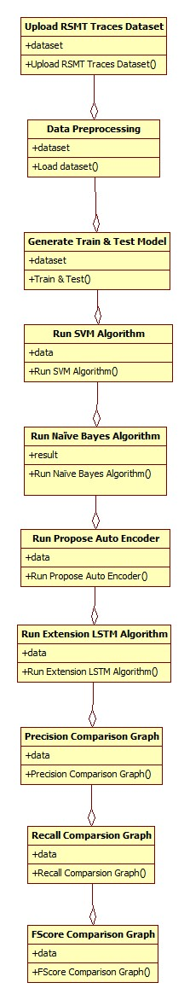 Upload RSMT Traces Dataset
+dataset
+Upload RSMT Traces Dataset()
Data Preprocessing
+dataset
+Load dataset()
Generate Train & Test Model
+dataset
+Train & Test()
Run SVM Algorithm
+data
+Run SVM Algorithm()
Run Naïve Bayes Algorithm
+result
+Run Naïve Bayes Algorithm()
Run Propose Auto Encoder
+data
+Run Propose Auto Encoder()
Run Extension LSTM Algorithm
+data
+Run Extension LSTM Algorithm()
Precision Comparison Graph
+data
+Precision Comparison Graph()
Recall Comparsion Graph
+data
+Recall Comparsion Graph()
FScore Comparison Graph
+data
+FScore Comparison Graph()